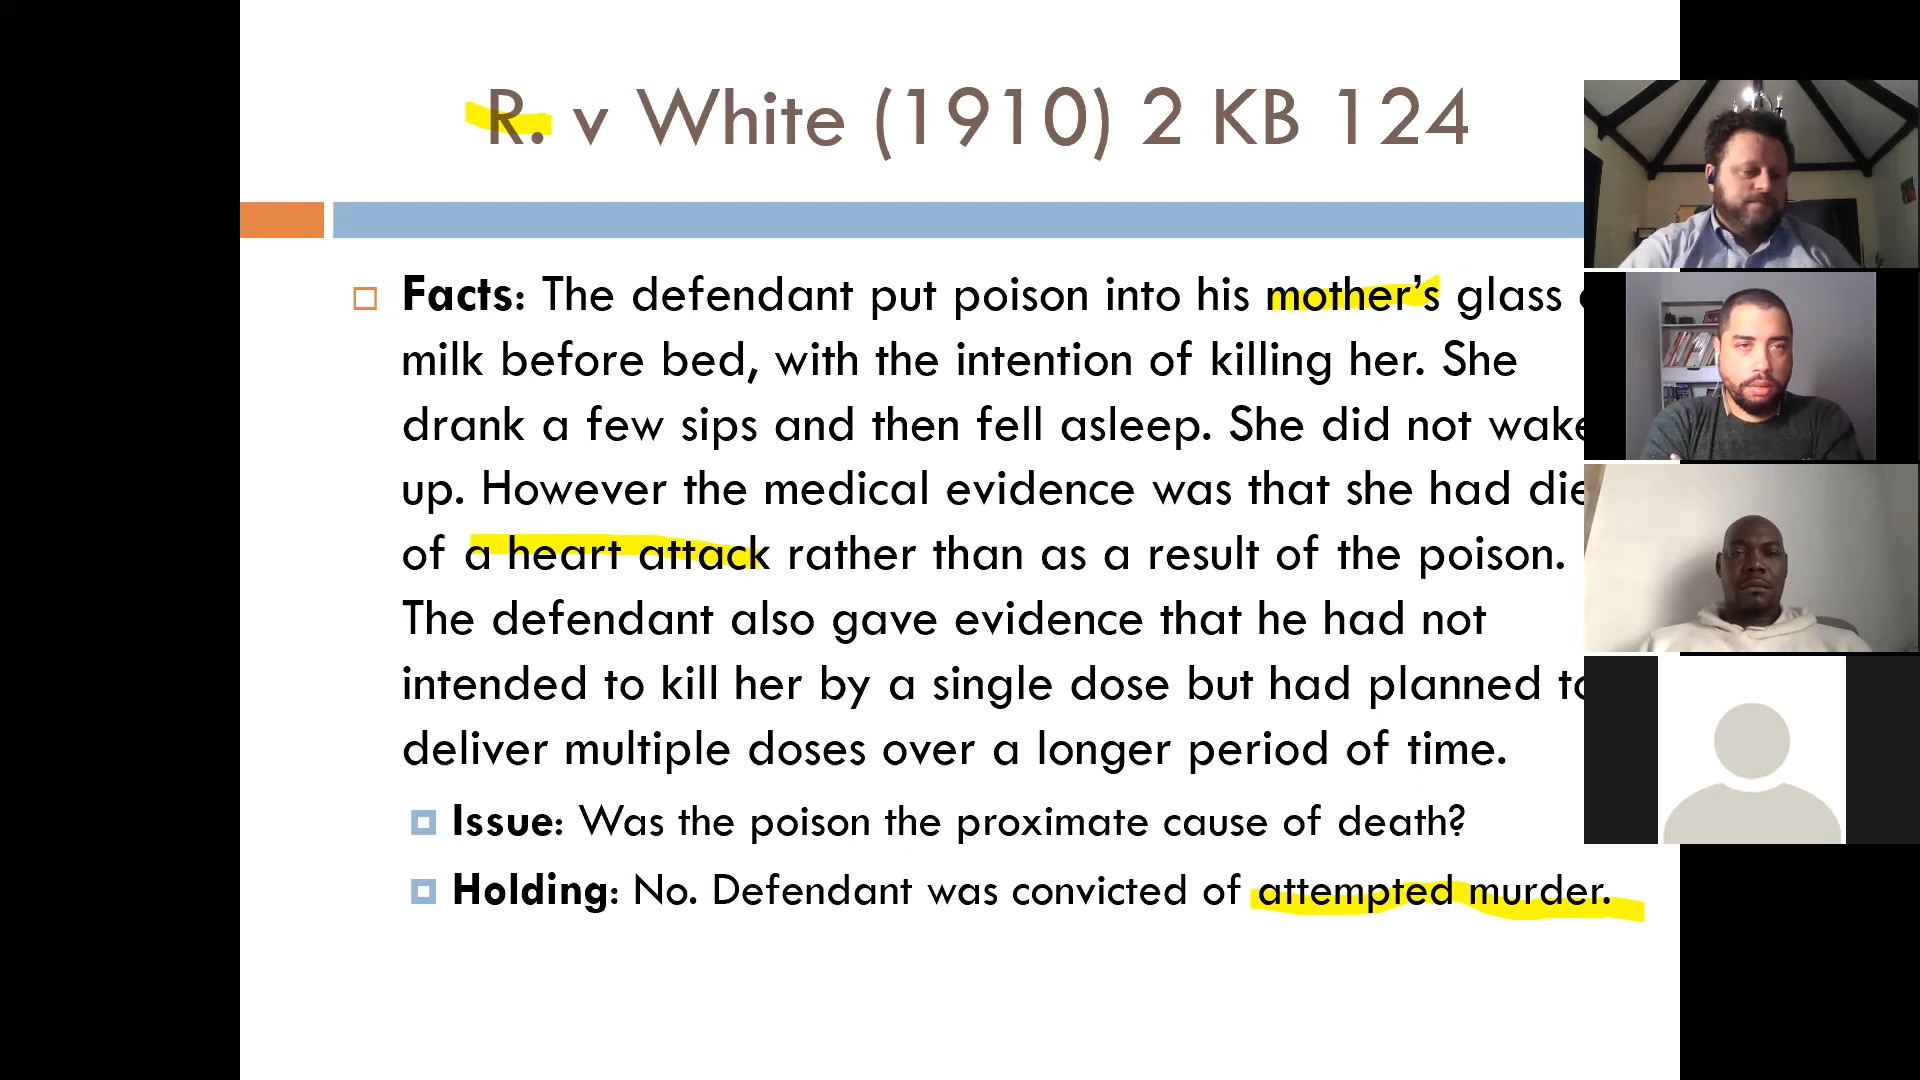 R. v White (1910) 2 KB 124
Facts: The defendant put poison into his mother’s glass
milk before bed, with the intention of killing her. She
drank a few sips and then fell asleep. She did not wake
up. However the medical evidence was that she had
of a heart attack rather than as a result of the poison.
The defendant also gave evidence that he had not
intended to kill her by a single dose but had planned to
deliver multiple doses over a longer period of time.
Issue: Was the poison the proximate cause of death?
Holding: No. Defendant was convicted of attempted murder.